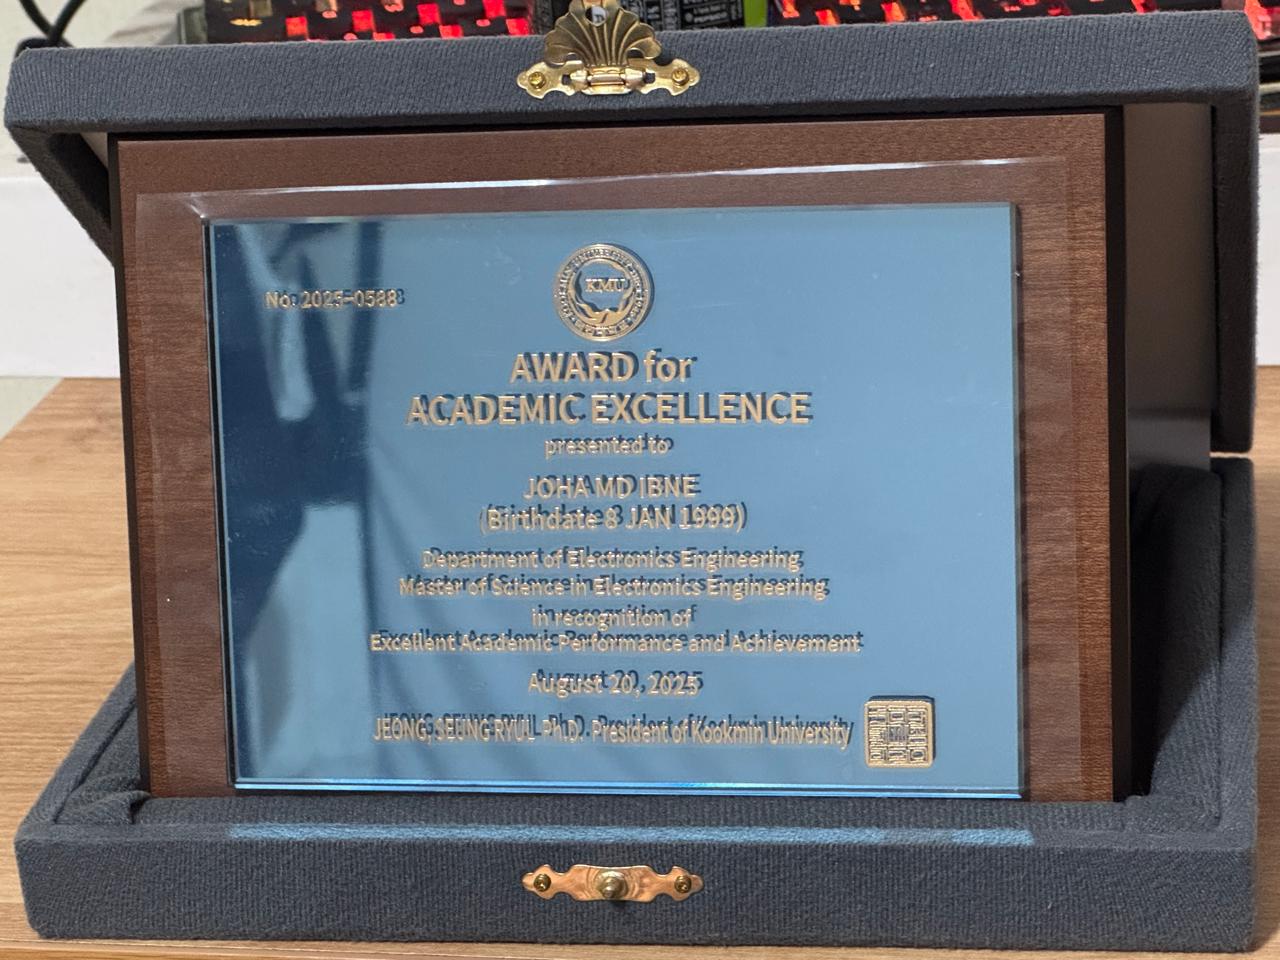 No: 2025-0588
KMU
AWARD for
ACADEMIC EXCELLENCE
presented to
JOHA MD IBNE
(Birthdate 8 JAN 1999)
Department of Electronics Engineering
Master of Science in Electronics Engineering
in recognition of
Excellent Academic Performance and Achievement
August 20, 2025
JEONG, SEUNG RYUL Ph.D. President of Kookmin University